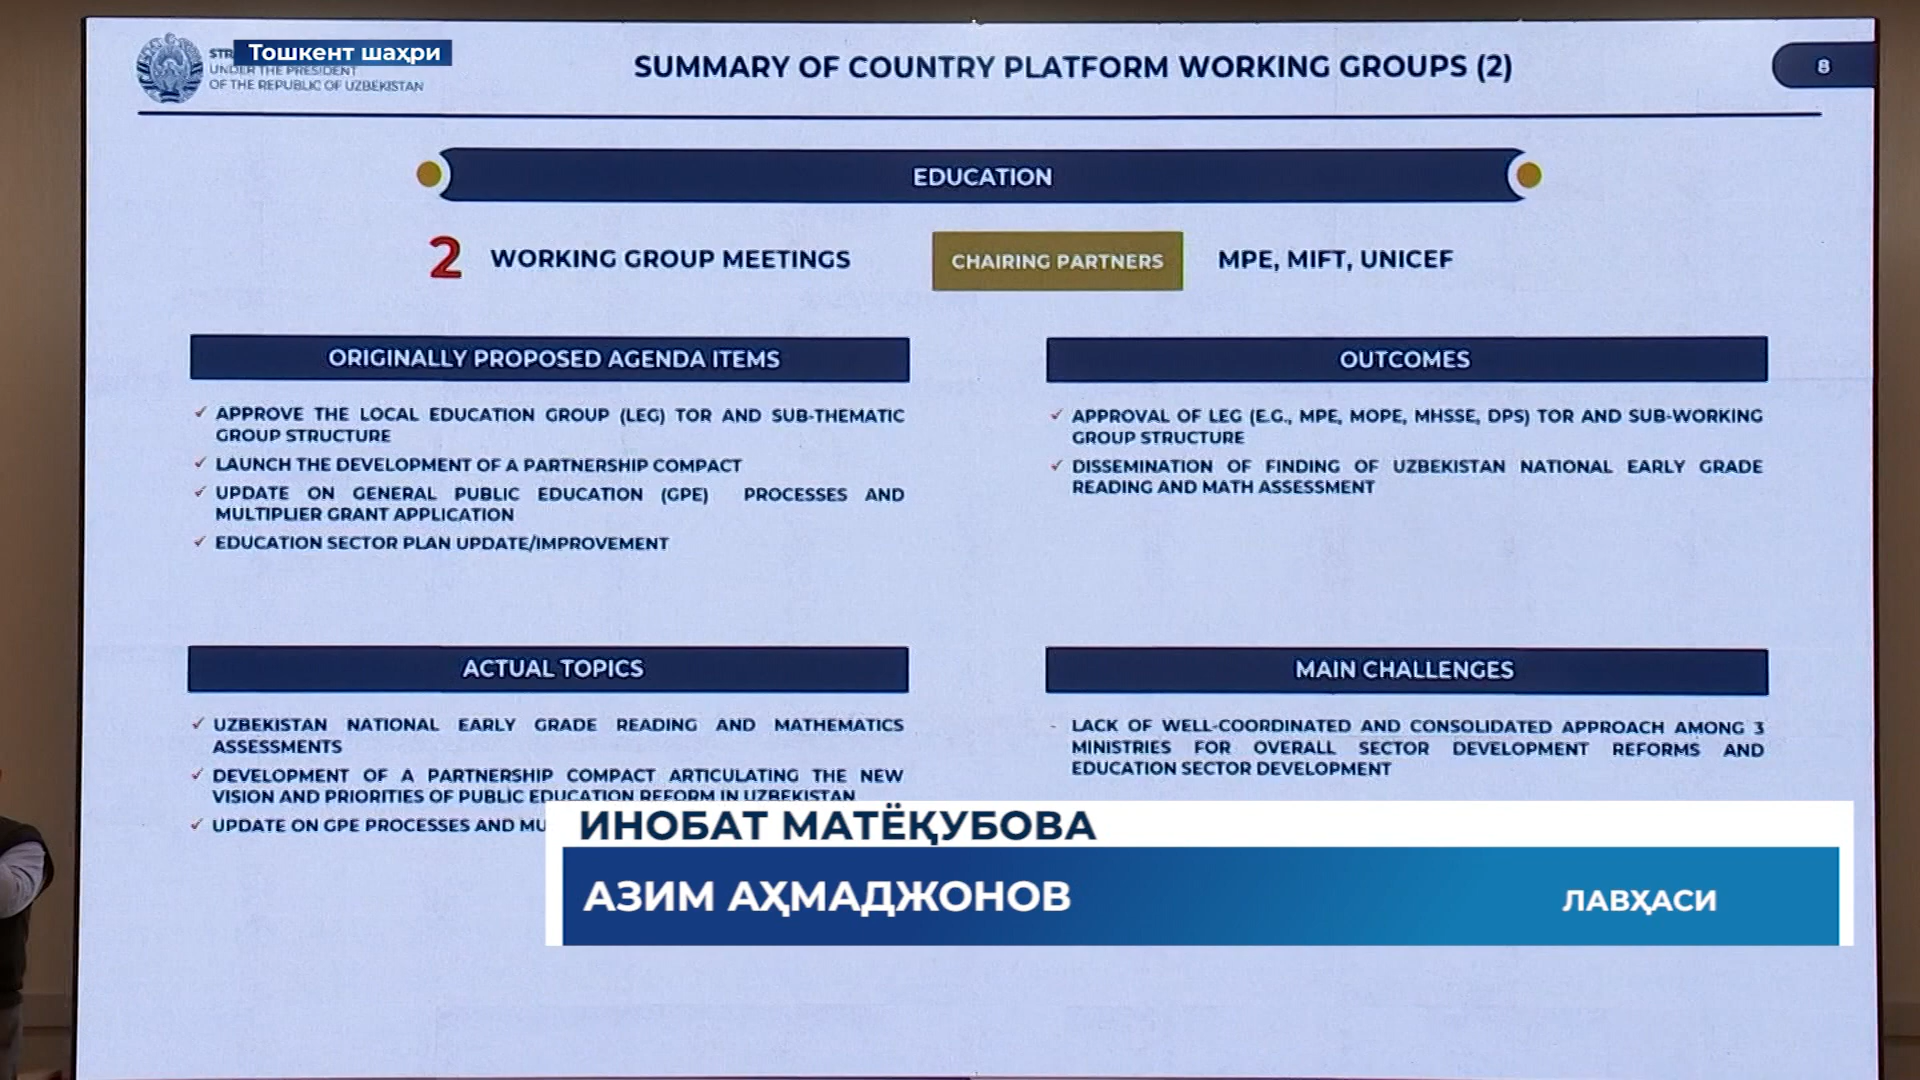 STR
Тошкент шаҳри
UNDER THE PRESIDENT
OF THE REPUBLIC OF UZBEKISTAN
SUMMARY OF COUNTRY PLATFORM WORKING GROUPS (2)
8
EDUCATION
2 WORKING GROUP MEETINGS
CHAIRING PARTNERS
MPE, MIFT, UNICEF
ORIGINALLY PROPOSED AGENDA ITEMS
✓ APPROVE THE LOCAL EDUCATION GROUP (LEG) TOR AND SUB-THEMATIC
GROUP STRUCTURE
✓ LAUNCH THE DEVELOPMENT OF A PARTNERSHIP COMPACT
✓ UPDATE ON GENERAL PUBLIC EDUCATION (GPE) PROCESSES AND
MULTIPLIER GRANT APPLICATION
✓ EDUCATION SECTOR PLAN UPDATE/IMPROVEMENT
OUTCOMES
✓ APPROVAL OF LEG (E.G., MPE, MOPE, MHSSE, DPS) TOR AND SUB-WORKING
GROUP STRUCTURE
✓ DISSEMINATION OF FINDING OF UZBEKISTAN NATIONAL EARLY GRADE
READING AND MATH ASSESSMENT
ACTUAL TOPICS
✓ UZBEKISTAN NATIONAL EARLY GRADE READING AND MATHEMATICS
ASSESSMENTS
✓ DEVELOPMENT OF A PARTNERSHIP COMPACT ARTICULATING THE NEW
VISION AND PRIORITIES OF PUBLIC EDUCATION REFORM IN UZBEKISTAN
✓ UPDATE ON GPE PROCESSES AND MU
MAIN CHALLENGES
- LACK OF WELL-COORDINATED AND CONSOLIDATED APPROACH AMONG 3
MINISTRIES FOR OVERALL SECTOR DEVELOPMENT REFORMS AND
EDUCATION SECTOR DEVELOPMENT
ИНОБАТ МАТЁҚУБОВА
АЗИМ АҲМАДЖОНОВ
ЛАВҲАСИ